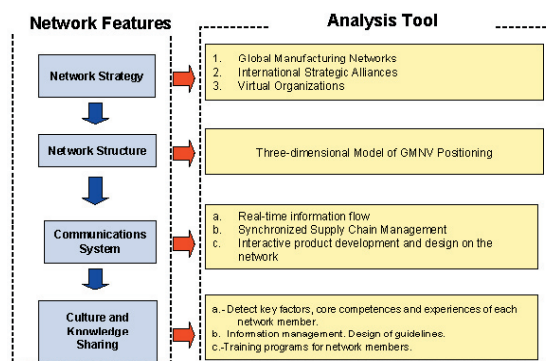 Network Features
Analysis Tool
Network Strategy
1. Global Manufacturing Networks
2. International Strategic Alliances
3. Virtual Organizations
Network Structure
Three-dimensional Model of GMNV Positioning
Communications
System
a. Real-time information flow
b. Synchronized Supply Chain Management
c. Interactive product development and design on the
network
Culture and
Knowledge
Sharing
a.-Detect key factors, core competences and experiences of each
network member.
b. Information management. Design of guidelines.
c.-Training programs for network members.